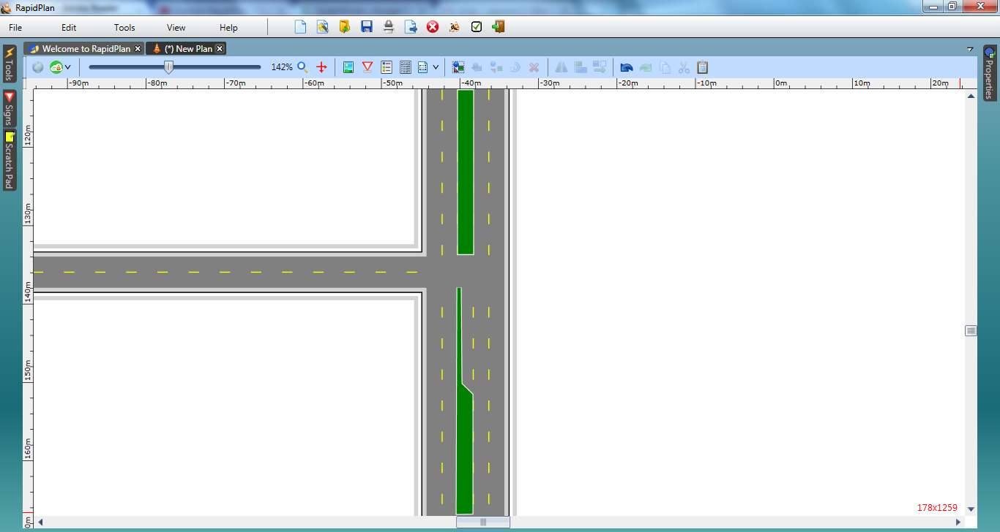 RapidPlan
File Edit Tools View Help
Welcome to RapidPlan (*) New Plan
142%
-90m -80m -70m -60m -50m -40m -30m -20m -10m 0m 10m 20m
Tools
Signs
Scratch Pad
Properties
120m
130m
140m
150m
160m
0m
178x1259